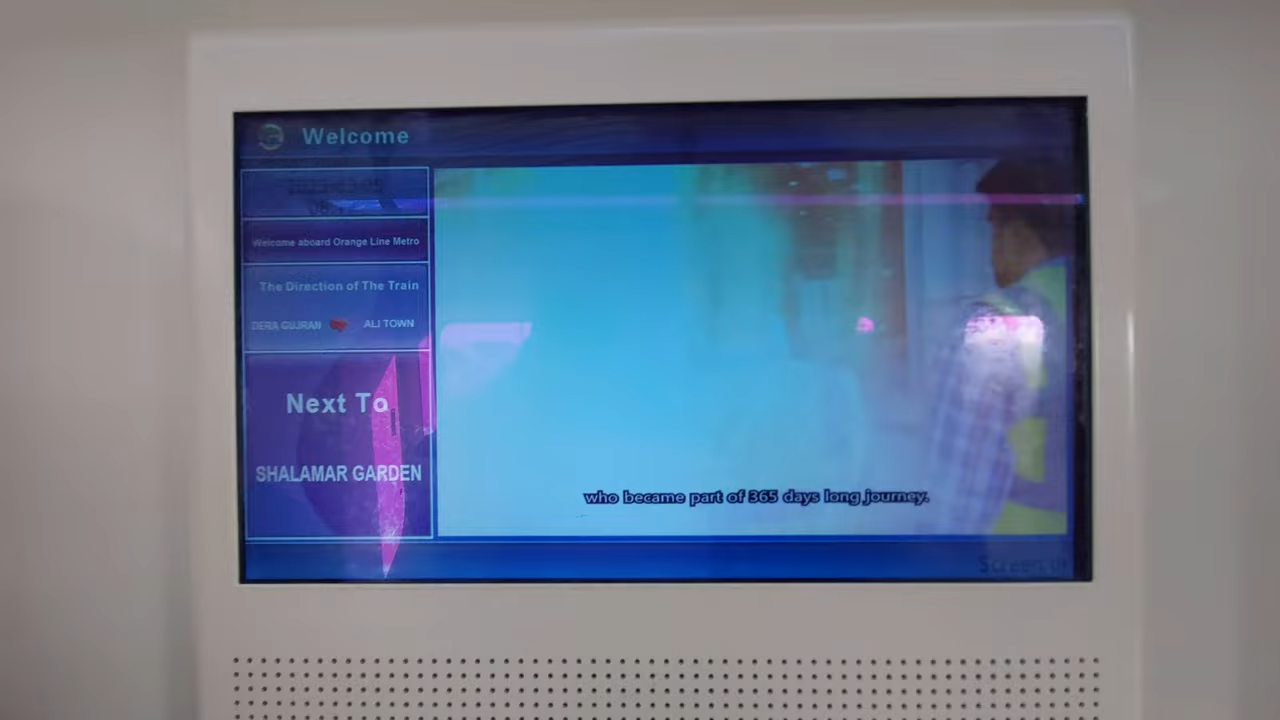 Welcome
Welcome aboard Orange Line Metro
The Direction of The Train
DERA GUJRAN ALI TOWN
Next To
SHALAMAR GARDEN
who became part of 365 days long journey.